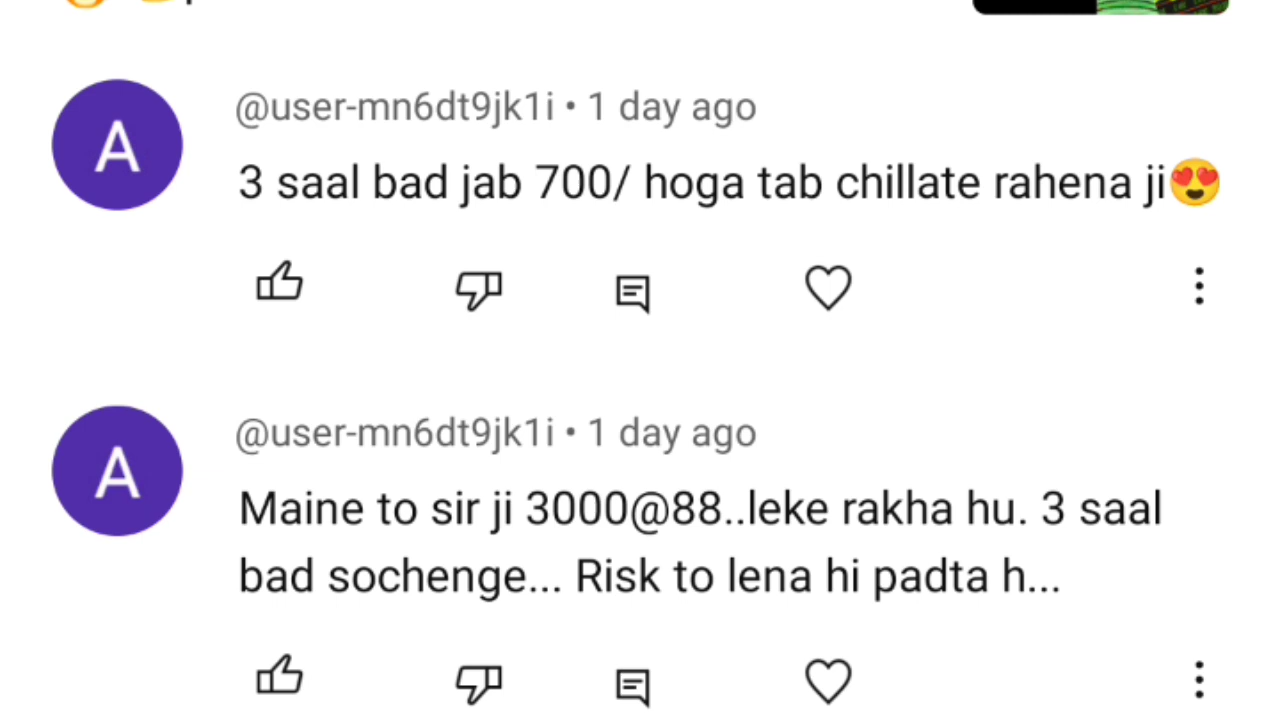 @user-mn6dt9jk1i • 1 day ago
3 saal bad jab 700/ hoga tab chillate rahena ji😍
@user-mn6dt9jk1i • 1 day ago
Maine to sir ji 3000@88..leke rakha hu. 3 saal
bad sochenge... Risk to lena hi padta h...